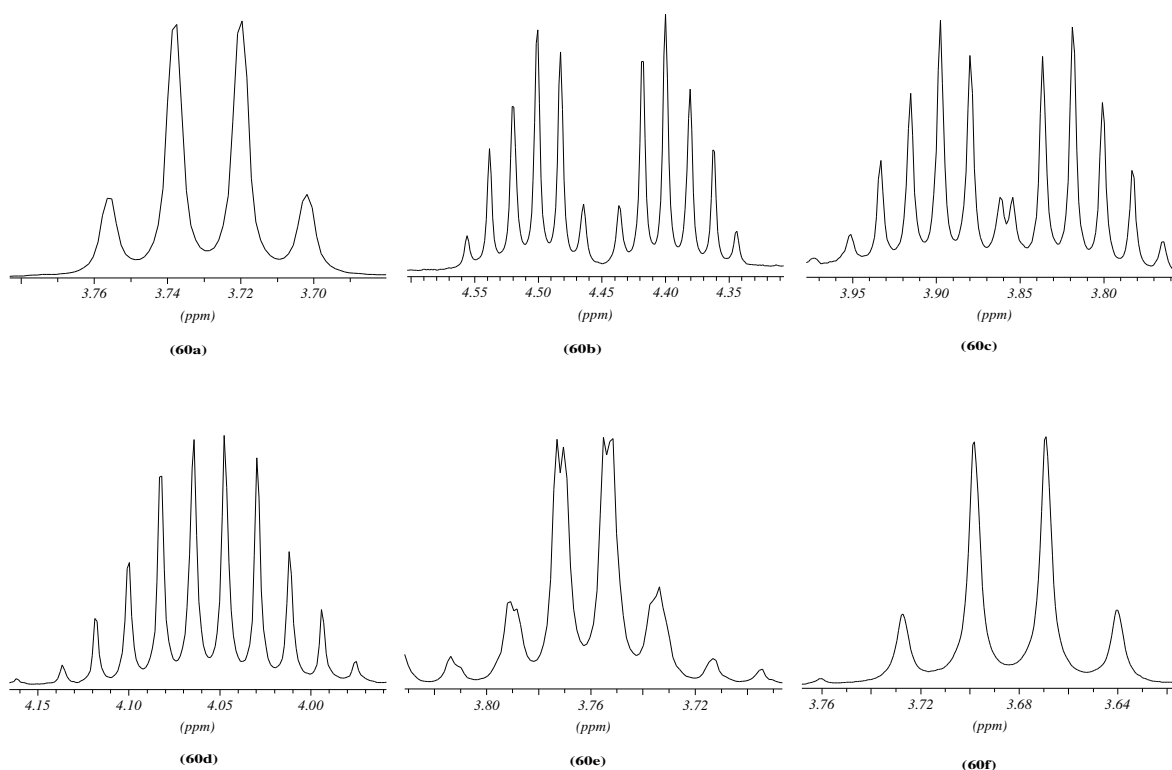 3.76 3.74 3.72 3.70
(ppm)
(60a)
4.55 4.50 4.45 4.40 4.35
(ppm)
(60b)
3.95 3.90 3.85 3.80
(ppm)
(60c)
4.15 4.10 4.05 4.00
(ppm)
(60d)
3.80 3.76 3.72
(ppm)
(60e)
3.76 3.72 3.68 3.64
(ppm)
(60f)